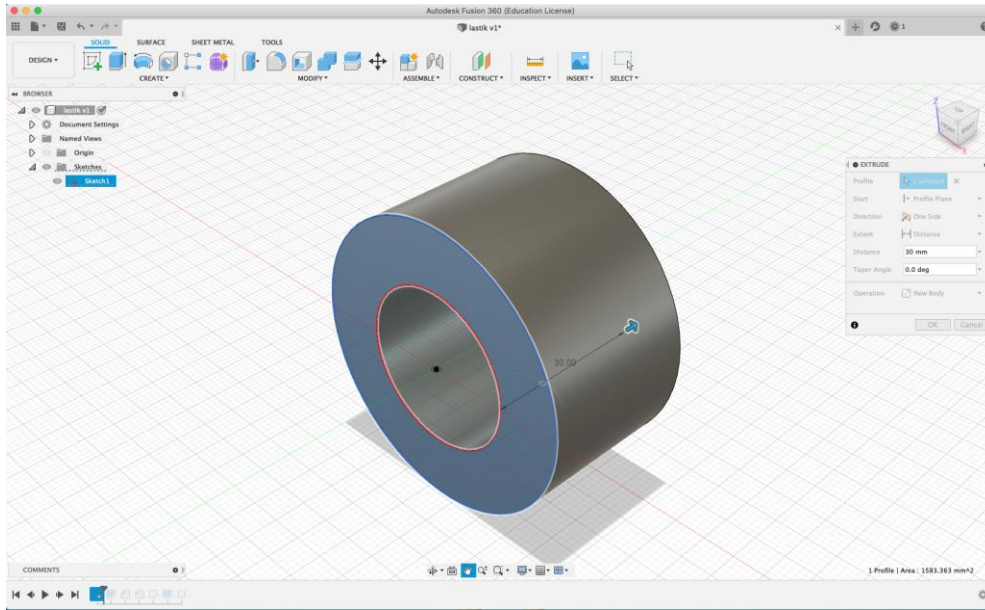 Autodesk Fusion 360 (Education License)
lastik v1*
1
SOLID SURFACE SHEET METAL TOOLS
DESIGN
CREATE MODIFY ASSEMBLE CONSTRUCT INSPECT INSERT SELECT
BROWSER
lastik v1
Document Settings
Named Views
Origin
Sketches
Sketch1
Z
X
EXTRUDE
Profile 1 selected
Start Profile Plane
Direction One Side
Extent Distance
Distance 30 mm
Taper Angle 0.0 deg
Operation New Body
OK Cancel
30.00
COMMENTS
1 Profile | Area : 1583.363 mm^2